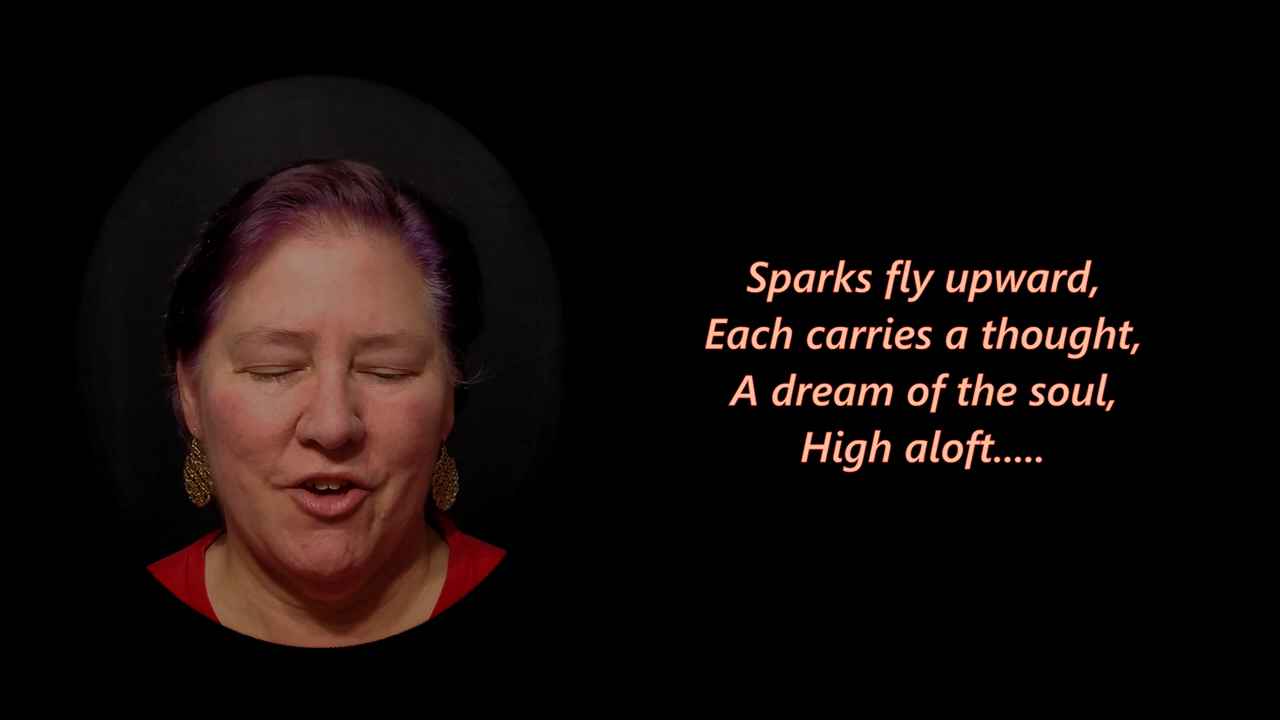 Sparks fly upward,
Each carries a thought,
A dream of the soul,
High aloft.....